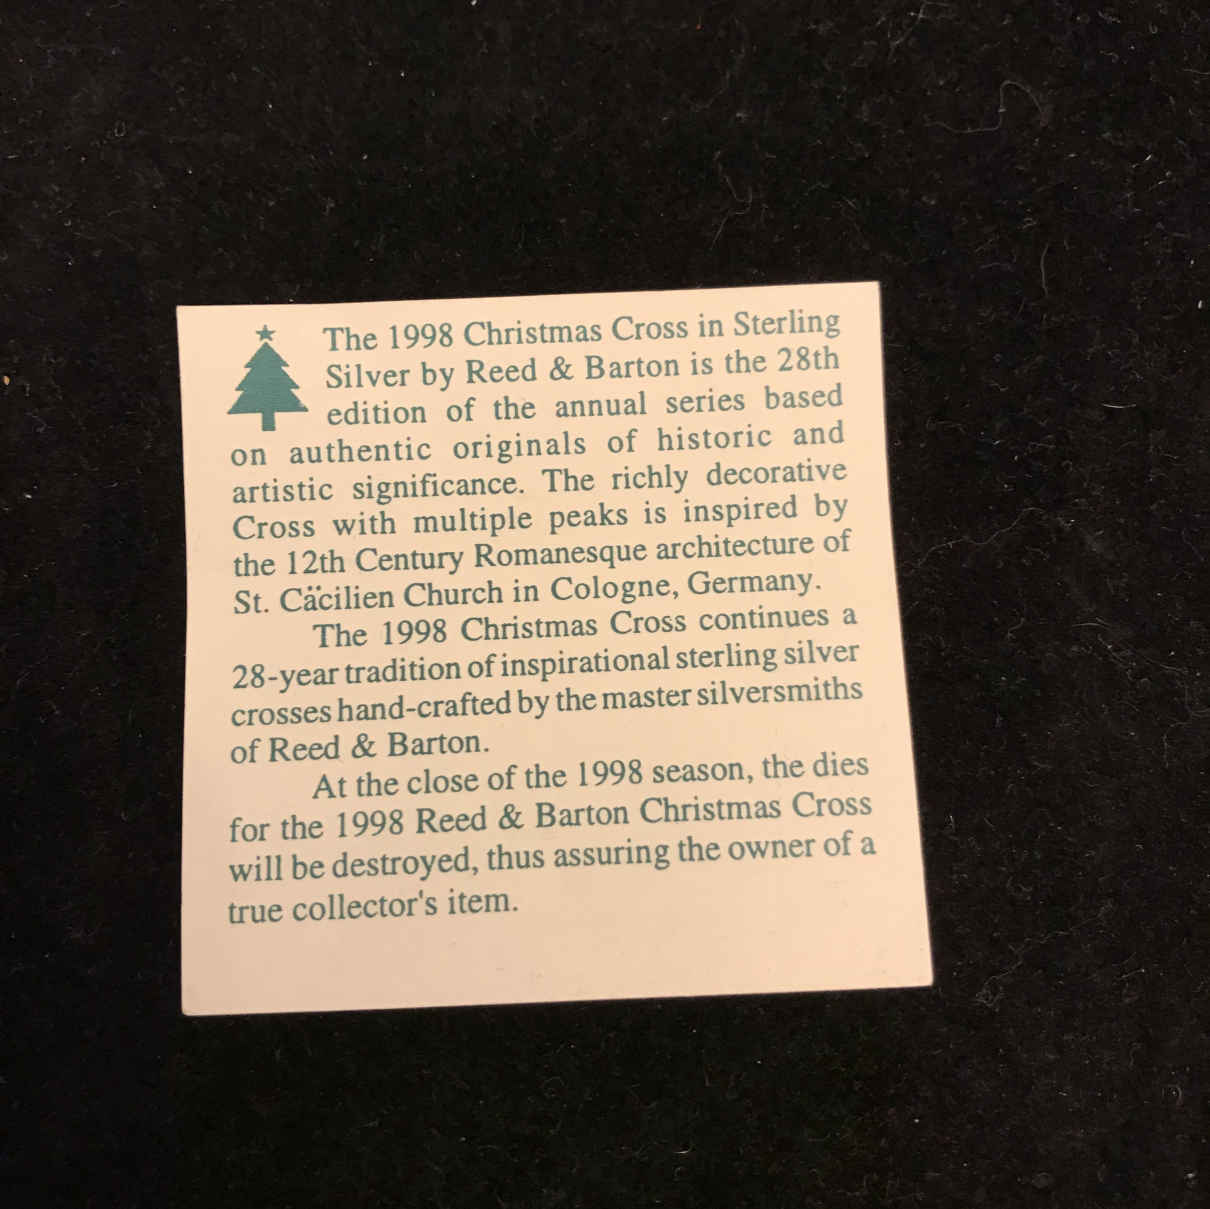 The 1998 Christmas Cross in Sterling
Silver by Reed & Barton is the 28th
edition of the annual series based
on authentic originals of historic and
artistic significance. The richly decorative
Cross with multiple peaks is inspired by
the 12th Century Romanesque architecture of
St. Cäcilien Church in Cologne, Germany.
The 1998 Christmas Cross continues a
28-year tradition of inspirational sterling silver
crosses hand-crafted by the master silversmiths
of Reed & Barton.
At the close of the 1998 season, the dies
for the 1998 Reed & Barton Christmas Cross
will be destroyed, thus assuring the owner of a
true collector's item.